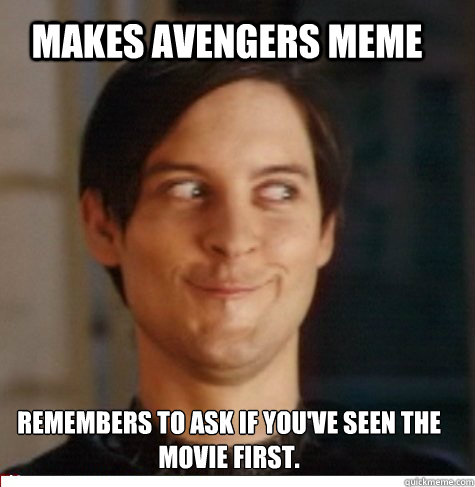 MAKES AVENGERS MEME
REMEMBERS TO ASK IF YOU'VE SEEN THE
MOVIE FIRST.
quickmeme.com